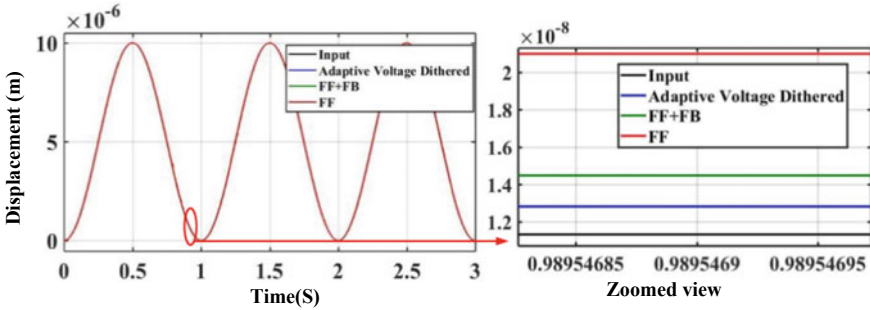 ×10⁻⁶
10
5
0
Displacement (m)
Input
Adaptive Voltage Dithered
FF+FB
FF
0 0.5 1 1.5 2 2.5 3
Time(S)
×10⁻⁸
2
1.8
1.6
1.4
1.2
Input
Adaptive Voltage Dithered
FF+FB
FF
0.98954685 0.9895469 0.98954695
Zoomed view